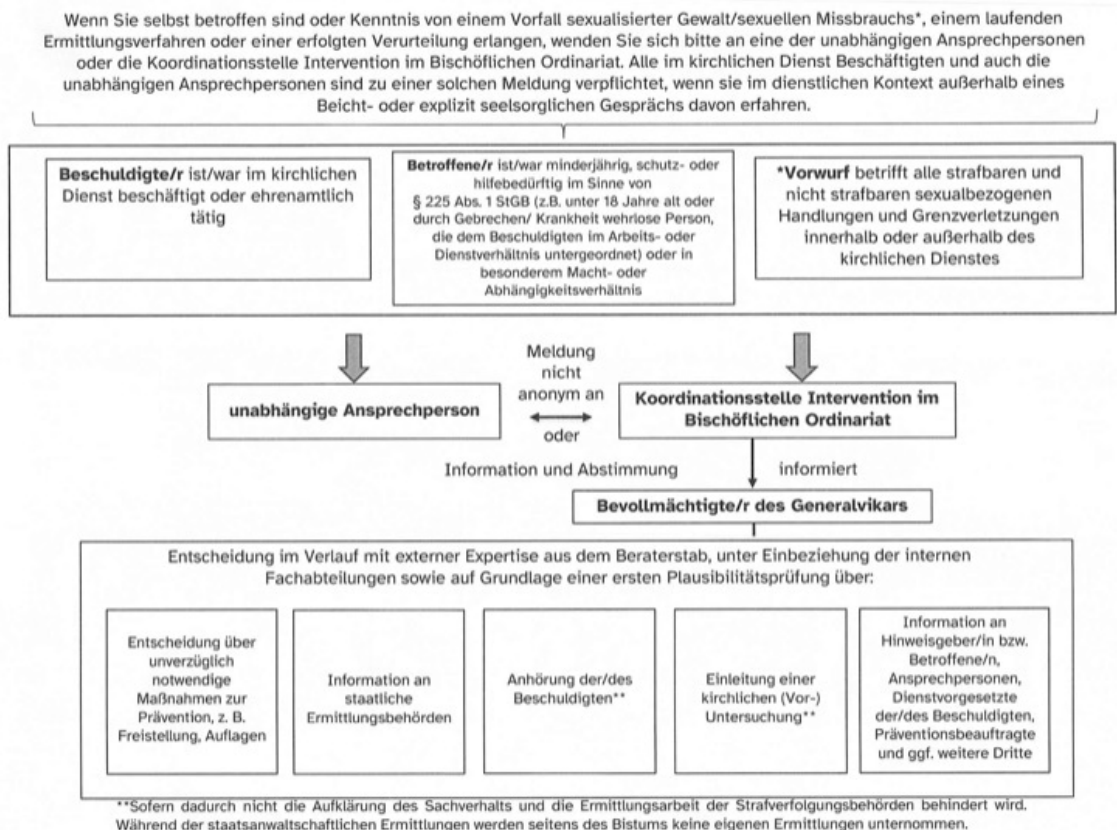 Wenn Sie selbst betroffen sind oder Kenntnis von einem Vorfall sexualisierter Gewalt/sexuellen Missbrauchs*, einem laufenden
Ermittlungsverfahren oder einer erfolgten Verurteilung erlangen, wenden Sie sich bitte an eine der unabhängigen Ansprechpersonen
oder die Koordinationsstelle Intervention im Bischöflichen Ordinariat. Alle im kirchlichen Dienst Beschäftigten und auch die
unabhängigen Ansprechpersonen sind zu einer solchen Meldung verpflichtet, wenn sie im dienstlichen Kontext außerhalb eines
Beicht- oder explizit seelsorglichen Gesprächs davon erfahren.
Beschuldigte/r ist/war im kirchlichen
Dienst beschäftigt oder ehrenamtlich
tätig
Betroffene/r ist/war minderjährig, schutz- oder
hilfebedürftig im Sinne von
§ 225 Abs. 1 StGB (z.B. unter 18 Jahre alt oder
durch Gebrechen/ Krankheit wehrlose Person,
die dem Beschuldigten im Arbeits- oder
Dienstverhältnis untergeordnet) oder in
besonderem Macht- oder
Abhängigkeitsverhältnis
*Vorwurf betrifft alle strafbaren und
nicht strafbaren sexualbezogenen
Handlungen und Grenzverletzungen
innerhalb oder außerhalb des
kirchlichen Dienstes
Meldung
nicht
anonym an
oder
unabhängige Ansprechperson
Koordinationsstelle Intervention im
Bischöflichen Ordinariat
Information und Abstimmung
informiert
Bevollmächtigte/r des Generalvikars
Entscheidung im Verlauf mit externer Expertise aus dem Beraterstab, unter Einbeziehung der internen
Fachabteilungen sowie auf Grundlage einer ersten Plausibilitätsprüfung über:
Entscheidung über
unverzüglich
notwendige
Maßnahmen zur
Prävention, z. B.
Freistellung, Auflagen
Information an
staatliche
Ermittlungsbehörden
Anhörung der/des
Beschuldigten**
Einleitung einer
kirchlichen (Vor-)
Untersuchung**
Information an
Hinweisgeber/in bzw.
Betroffene/n,
Ansprechpersonen,
Dienstvorgesetzte
der/des Beschuldigten,
Präventionsbeauftragte
und ggf. weitere Dritte
**Sofern dadurch nicht die Aufklärung des Sachverhalts und die Ermittlungsarbeit der Strafverfolgungsbehörden behindert wird.
Während der staatsanwaltschaftlichen Ermittlungen werden seitens des Bistums keine eigenen Ermittlungen unternommen.